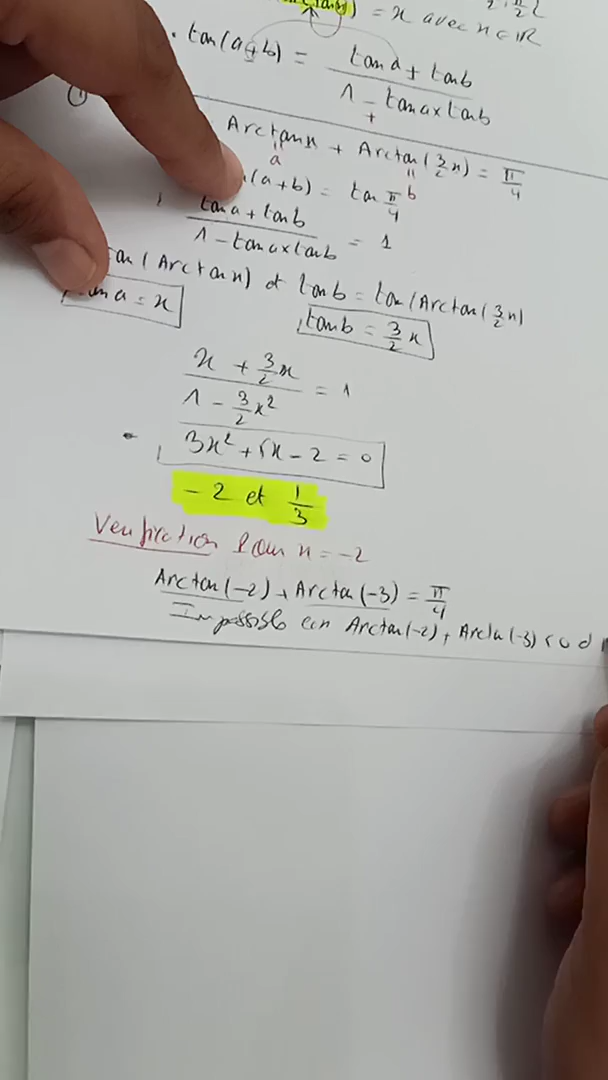 ) = x avec x ∈ ℝ
. tan(a+b) = (tan a + tan b) / (1 - + tan a x tan b)
①
Arctan x + Arctan(3/2 x) = π/4
a b
(a+b) = tan π/4
(tan a + tan b) / (1 - tan a x tan b) = 1
an(Arctan x) et tan b = tan(Arctan(3/2 x)
an a = x tan b = 3/2 x
(x + 3/2 x) / (1 - 3/2 x²) = 1
3x² + 5x - 2 = 0
-2 et 1/3
Verification Pour x = -2
Arctan(-2) + Arctan(-3) = π/4
Impossible car Arctan(-2) + Arctan(-3) < 0